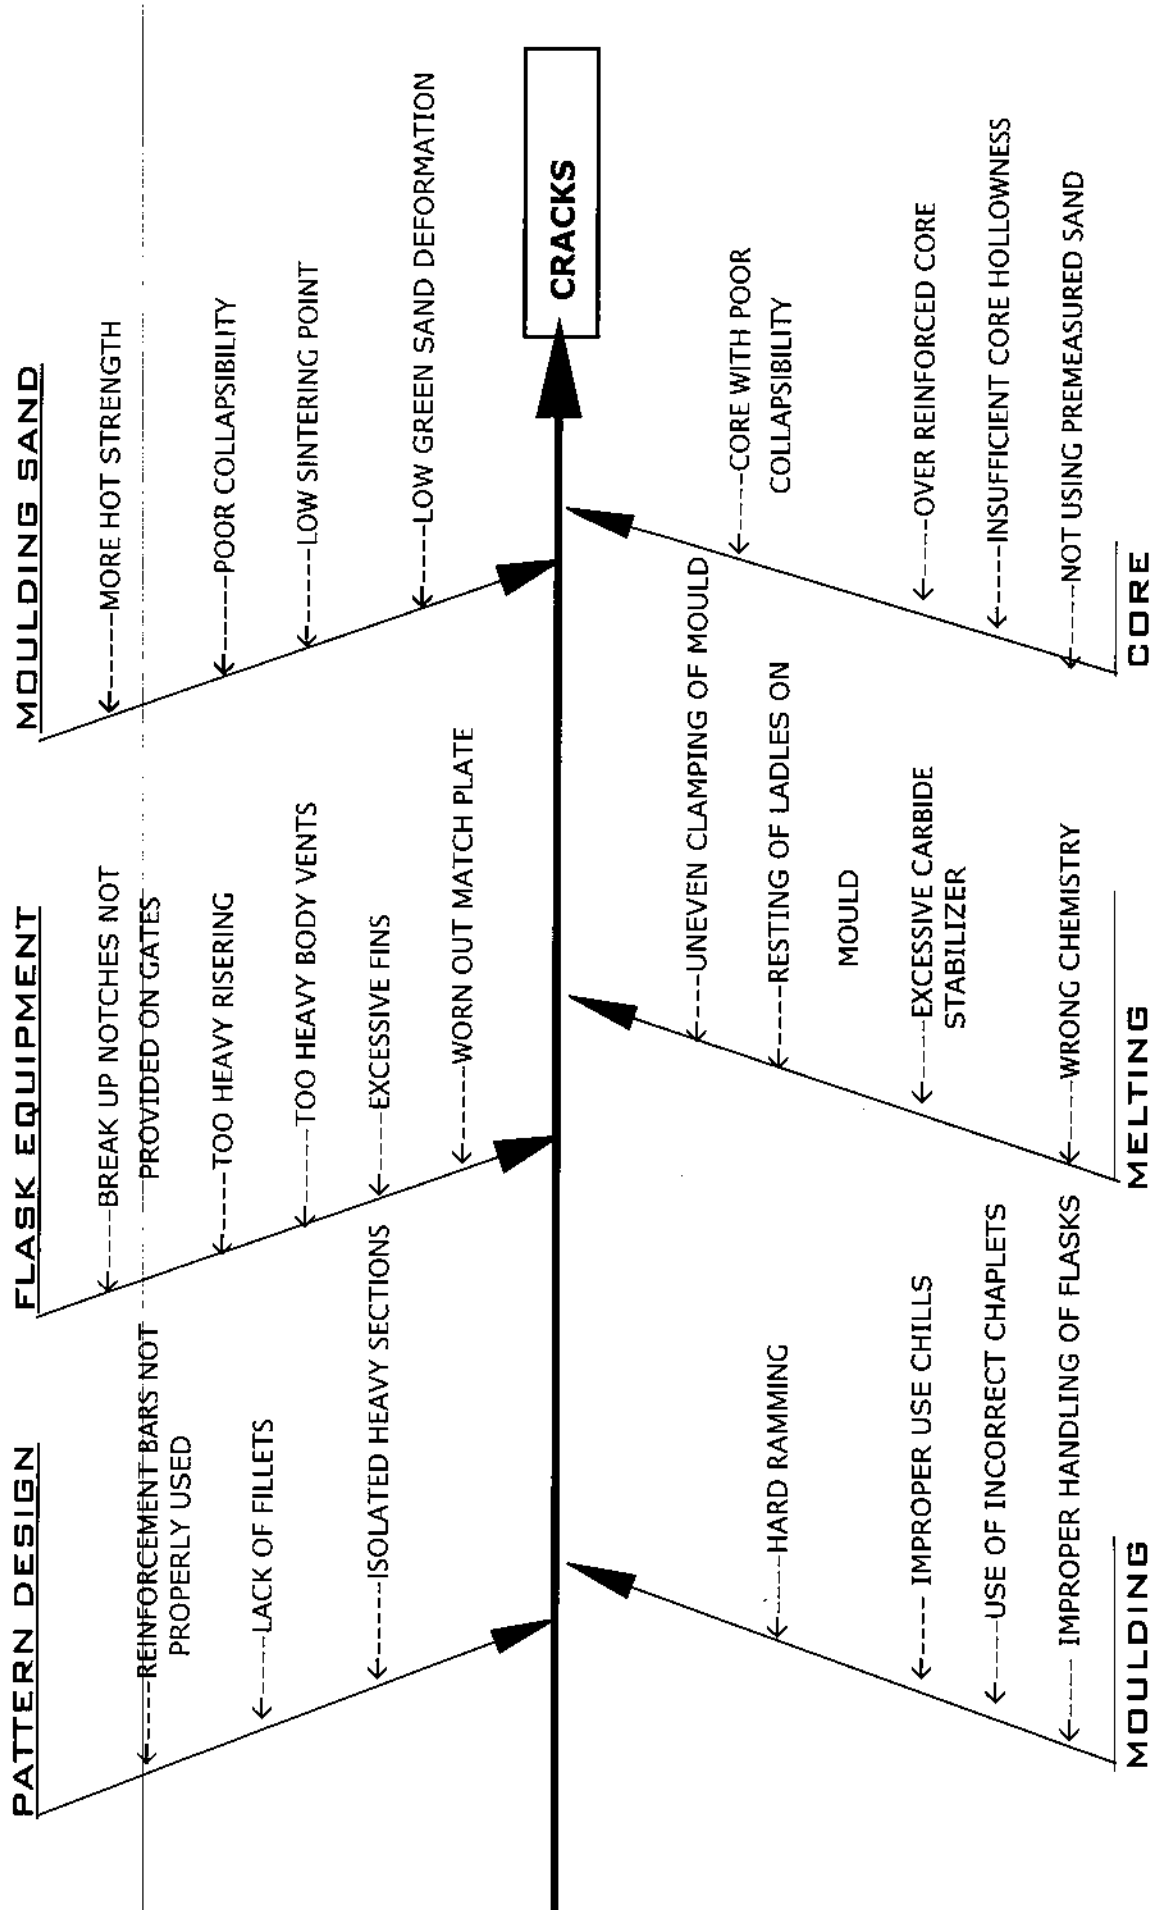 PATTERN DESIGN
REINFORCEMENT BARS NOT
PROPERLY USED
LACK OF FILLETS
ISOLATED HEAVY SECTIONS
FLASK EQUIPMENT
BREAK UP NOTCHES NOT
PROVIDED ON GATES
TOO HEAVY RISERING
TOO HEAVY BODY VENTS
EXCESSIVE FINS
WORN OUT MATCH PLATE
MOULDING SAND
MORE HOT STRENGTH
POOR COLLAPSIBILITY
LOW SINTERING POINT
LOW GREEN SAND DEFORMATION
CRACKS
HARD RAMMING
IMPROPER USE CHILLS
USE OF INCORRECT CHAPLETS
IMPROPER HANDLING OF FLASKS
MOULDING
UNEVEN CLAMPING OF MOULD
RESTING OF LADLES ON
MOULD
EXCESSIVE CARBIDE
STABILIZER
WRONG CHEMISTRY
MELTING
CORE WITH POOR
COLLAPSIBILITY
OVER REINFORCED CORE
INSUFFICIENT CORE HOLLOWNESS
NOT USING PREMEASURED SAND
CORE